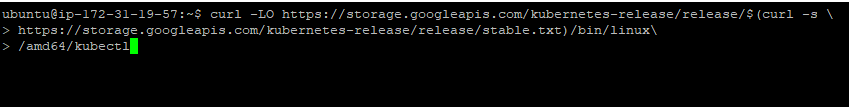 ubuntu@ip-172-31-19-57:~$ curl -LO https://storage.googleapis.com/kubernetes-release/release/$(curl -s \
> https://storage.googleapis.com/kubernetes-release/release/stable.txt)/bin/linux\
> /amd64/kubectl